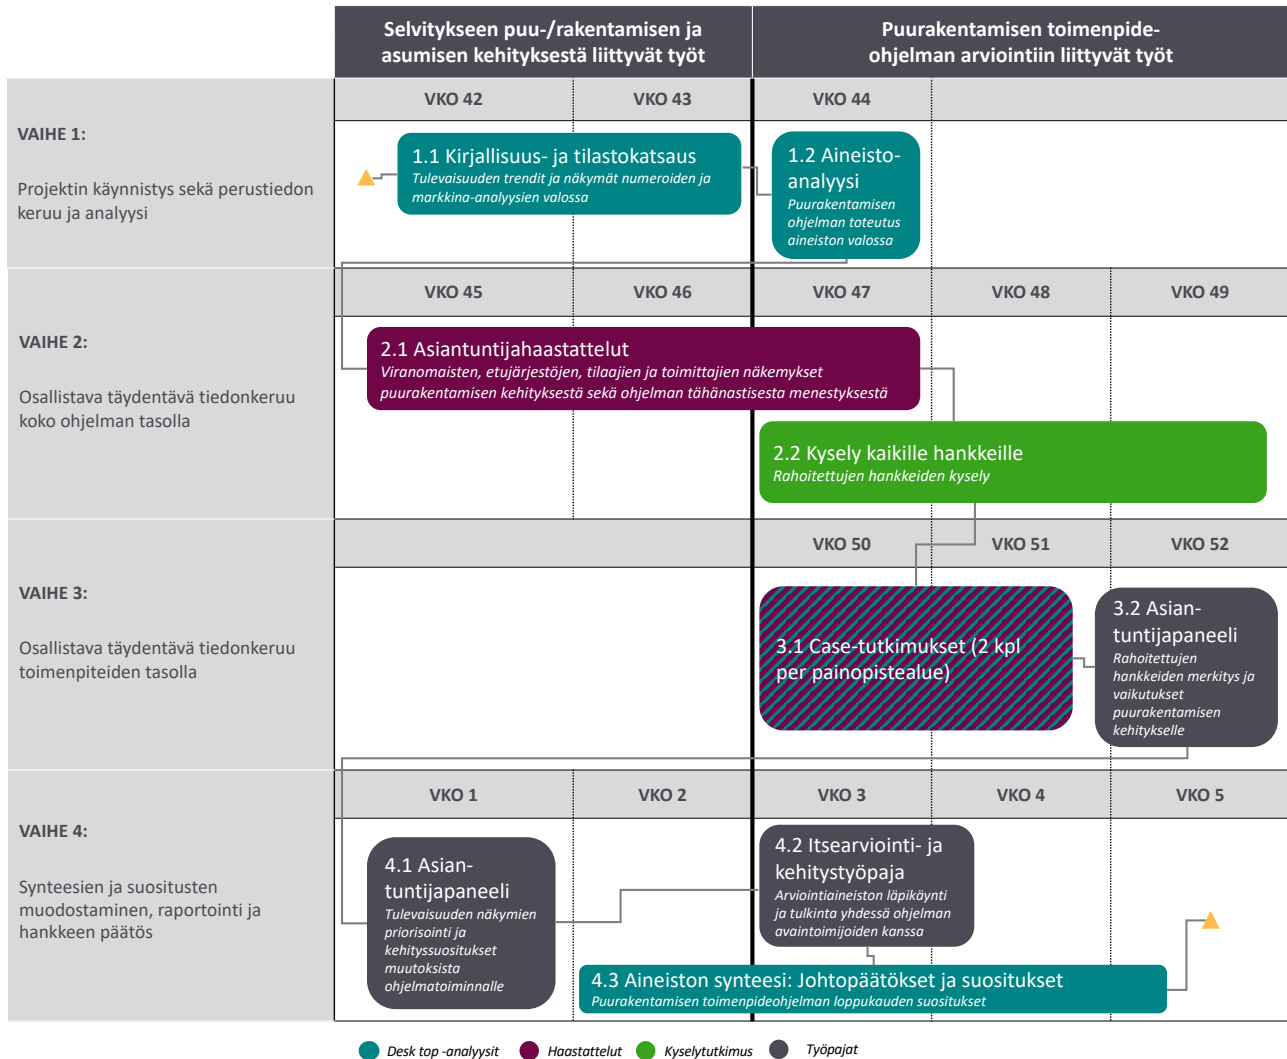 Selvitykseen puu-/rakentamisen ja
asumisen kehityksestä liittyvät työt
Puurakentamisen toimenpide-
ohjelman arviointiin liittyvät työt
VKO 42
VKO 43
VKO 44
VAIHE 1:
Projektin käynnistys sekä perustiedon
keruu ja analyysi
1.1 Kirjallisuus- ja tilastokatsaus
Tulevaisuuden trendit ja näkymät numeroiden ja
markkina-analyysien valossa
1.2 Aineisto-
analyysi
Puurakentamisen
ohjelman toteutus
aineiston valossa
VKO 45
VKO 46
VKO 47
VKO 48
VKO 49
VAIHE 2:
Osallistava täydentävä tiedonkeruu
koko ohjelman tasolla
2.1 Asiantuntijahaastattelut
Viranomaisten, etujärjestöjen, tilaajien ja toimittajien näkemykset
puurakentamisen kehityksestä sekä ohjelman tähänastisesta menestyksestä
2.2 Kysely kaikille hankkeille
Rahoitettujen hankkeiden kysely
VKO 50
VKO 51
VKO 52
VAIHE 3:
Osallistava täydentävä tiedonkeruu
toimenpiteiden tasolla
3.1 Case-tutkimukset (2 kpl
per painopistealue)
3.2 Asian-
tuntijapaneeli
Rahoitettujen
hankkeiden merkitys ja
vaikutukset
puurakentamisen
kehitykselle
VKO 1
VKO 2
VKO 3
VKO 4
VKO 5
VAIHE 4:
Synteesien ja suositusten
muodostaminen, raportointi ja
hankkeen päätös
4.1 Asian-
tuntijapaneeli
Tulevaisuuden näkymien
priorisointi ja
kehityssuositukset
muutoksista
ohjelmatoiminnalle
4.2 Itsearviointi- ja
kehitystyöpaja
Arviointiaineiston läpikäynti
ja tulkinta yhdessä ohjelman
avaintoimijoiden kanssa
4.3 Aineiston synteesi: Johtopäätökset ja suositukset
Puurakentamisen toimenpideohjelman loppukauden suositukset
Desk top -analyysit
Haastattelut
Kyselytutkimus
Työpajat